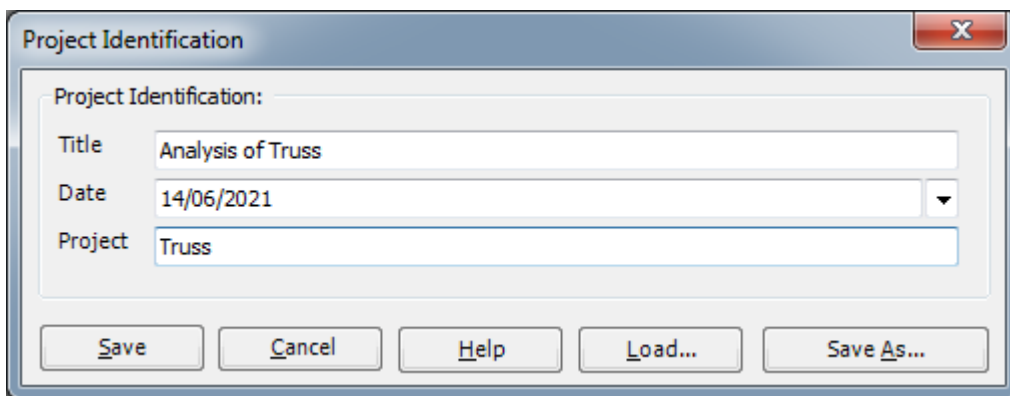 Project Identification
Project Identification:
Title Analysis of Truss
Date 14/06/2021
Project Truss
Save Cancel Help Load... Save As...